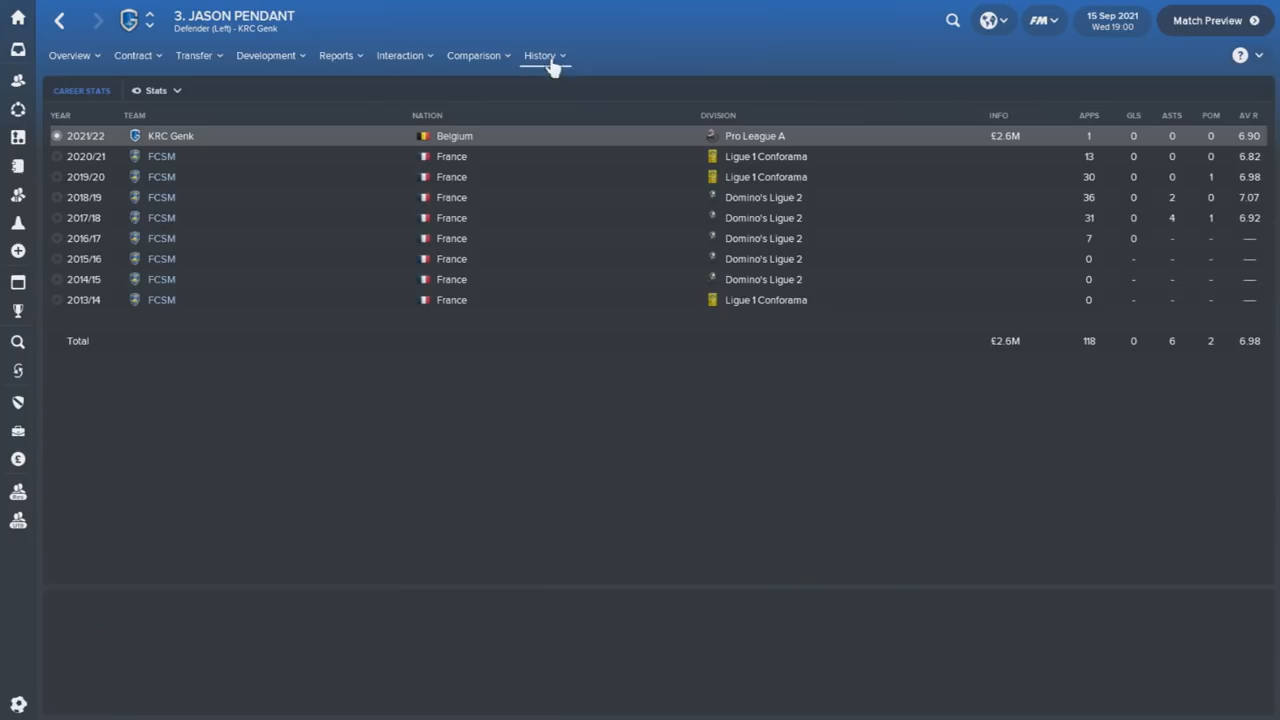 3. JASON PENDANT
Defender (Left) - KRC Genk
FM
15 Sep 2021
Wed 19:00
Match Preview
Overview Contract Transfer Development Reports Interaction Comparison History
?
CAREER STATS Stats
YEAR TEAM NATION DIVISION INFO APPS GLS ASTS POM AV R
2021/22 KRC Genk Belgium Pro League A £2.6M 1 0 0 0 6.90
2020/21 FCSM France Ligue 1 Conforama 13 0 0 0 6.82
2019/20 FCSM France Ligue 1 Conforama 30 0 0 1 6.98
2018/19 FCSM France Domino's Ligue 2 36 0 2 0 7.07
2017/18 FCSM France Domino's Ligue 2 31 0 4 1 6.92
2016/17 FCSM France Domino's Ligue 2 7 0 - - —
2015/16 FCSM France Domino's Ligue 2 0 - - - —
2014/15 FCSM France Domino's Ligue 2 0 - - - —
2013/14 FCSM France Ligue 1 Conforama 0 - - - —
Total £2.6M 118 0 6 2 6.98